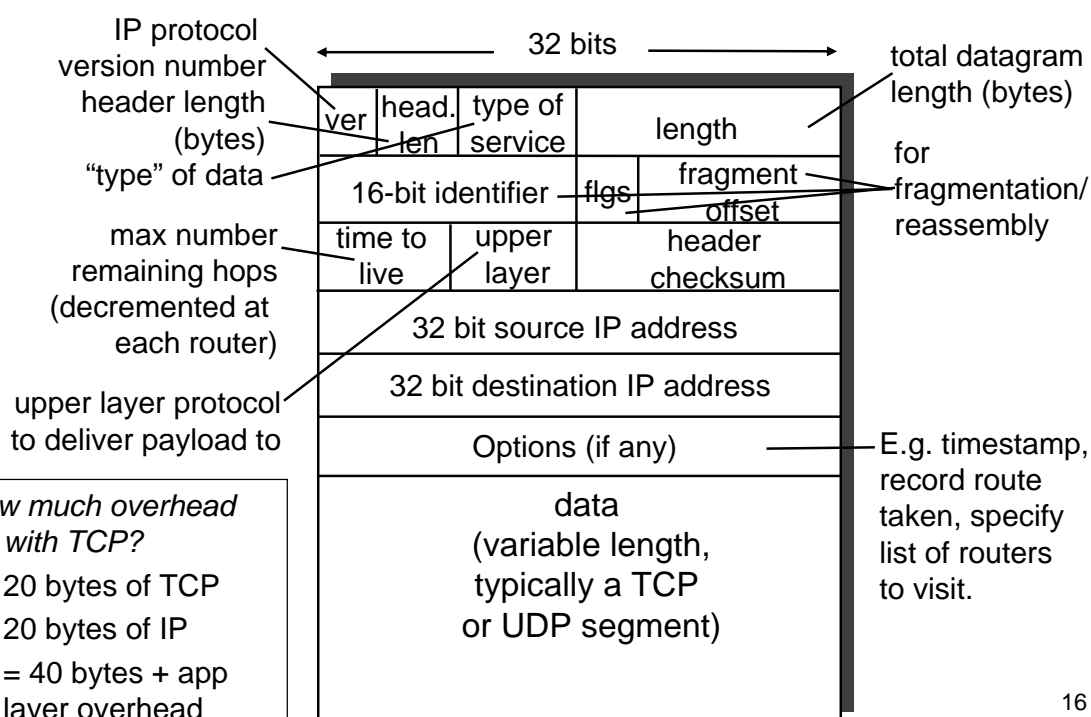 IP protocol
version number
header length
(bytes)
“type” of data
max number
remaining hops
(decremented at
each router)
upper layer protocol
to deliver payload to
32 bits
ver
head.
len
type of
service
length
16-bit identifier
flgs
fragment
offset
time to
live
upper
layer
header
checksum
32 bit source IP address
32 bit destination IP address
Options (if any)
data
(variable length,
typically a TCP
or UDP segment)
total datagram
length (bytes)
for
fragmentation/
reassembly
E.g. timestamp,
record route
taken, specify
list of routers
to visit.
much overhead
with TCP?
20 bytes of TCP
20 bytes of IP
= 40 bytes + app
layer overhead
16